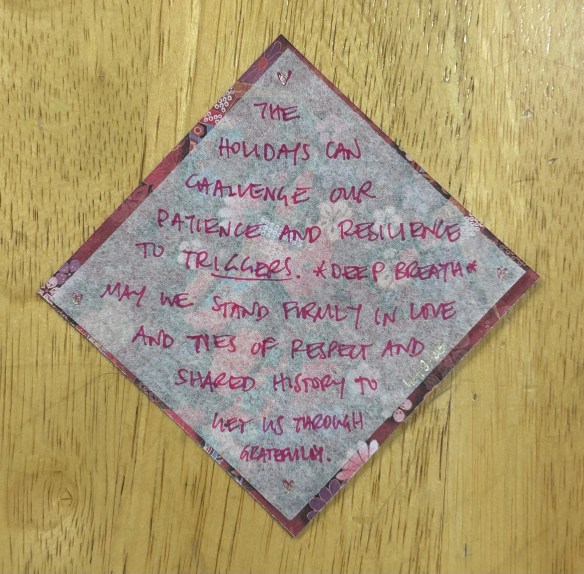 THE
HOLIDAYS CAN
CHALLENGE OUR
PATIENCE AND RESILIENCE
TO TRIGGERS. *DEEP BREATH*
MAY WE STAND FIRMLY IN LOVE
AND TIES OF RESPECT AND
SHARED HISTORY TO
GET US THROUGH
GRATEFULLY.